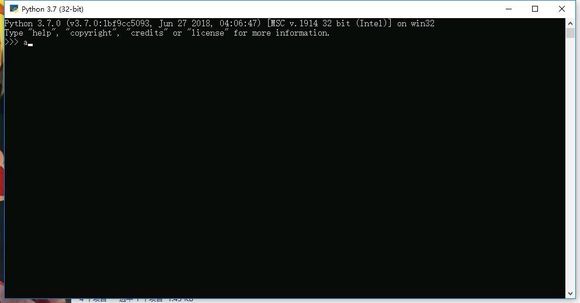 Python 3.7 (32-bit)
Python 3.7.0 (v3.7.0:1bf9cc5093, Jun 27 2018, 04:06:47) [MSC v.1914 32 bit (Intel)] on win32
Type "help", "copyright", "credits" or "license" for more information.
>>> a